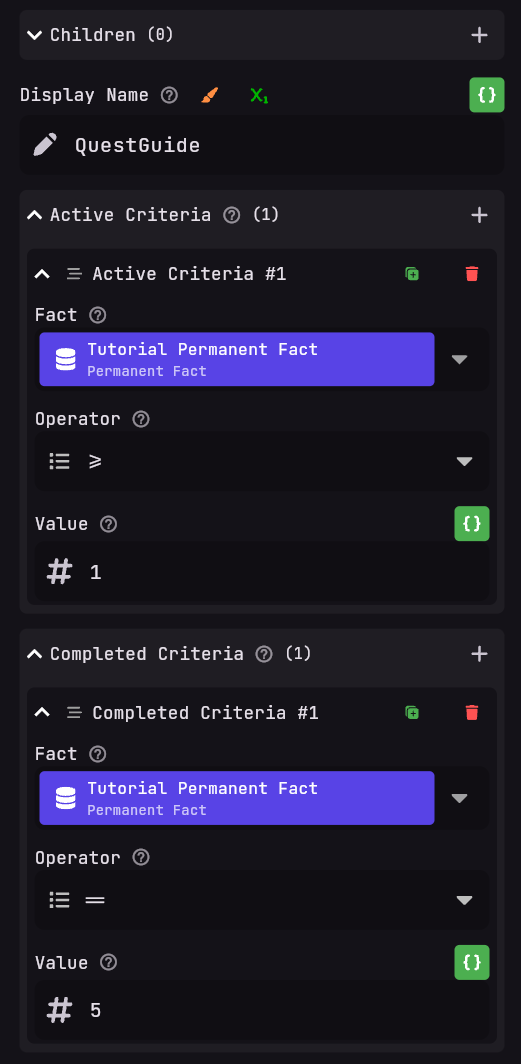 Children (0)
Display Name
QuestGuide
Active Criteria (1)
Active Criteria #1
Fact
Tutorial Permanent Fact
Permanent Fact
Operator
≥
Value
1
Completed Criteria (1)
Completed Criteria #1
Fact
Tutorial Permanent Fact
Permanent Fact
Operator
==
Value
5